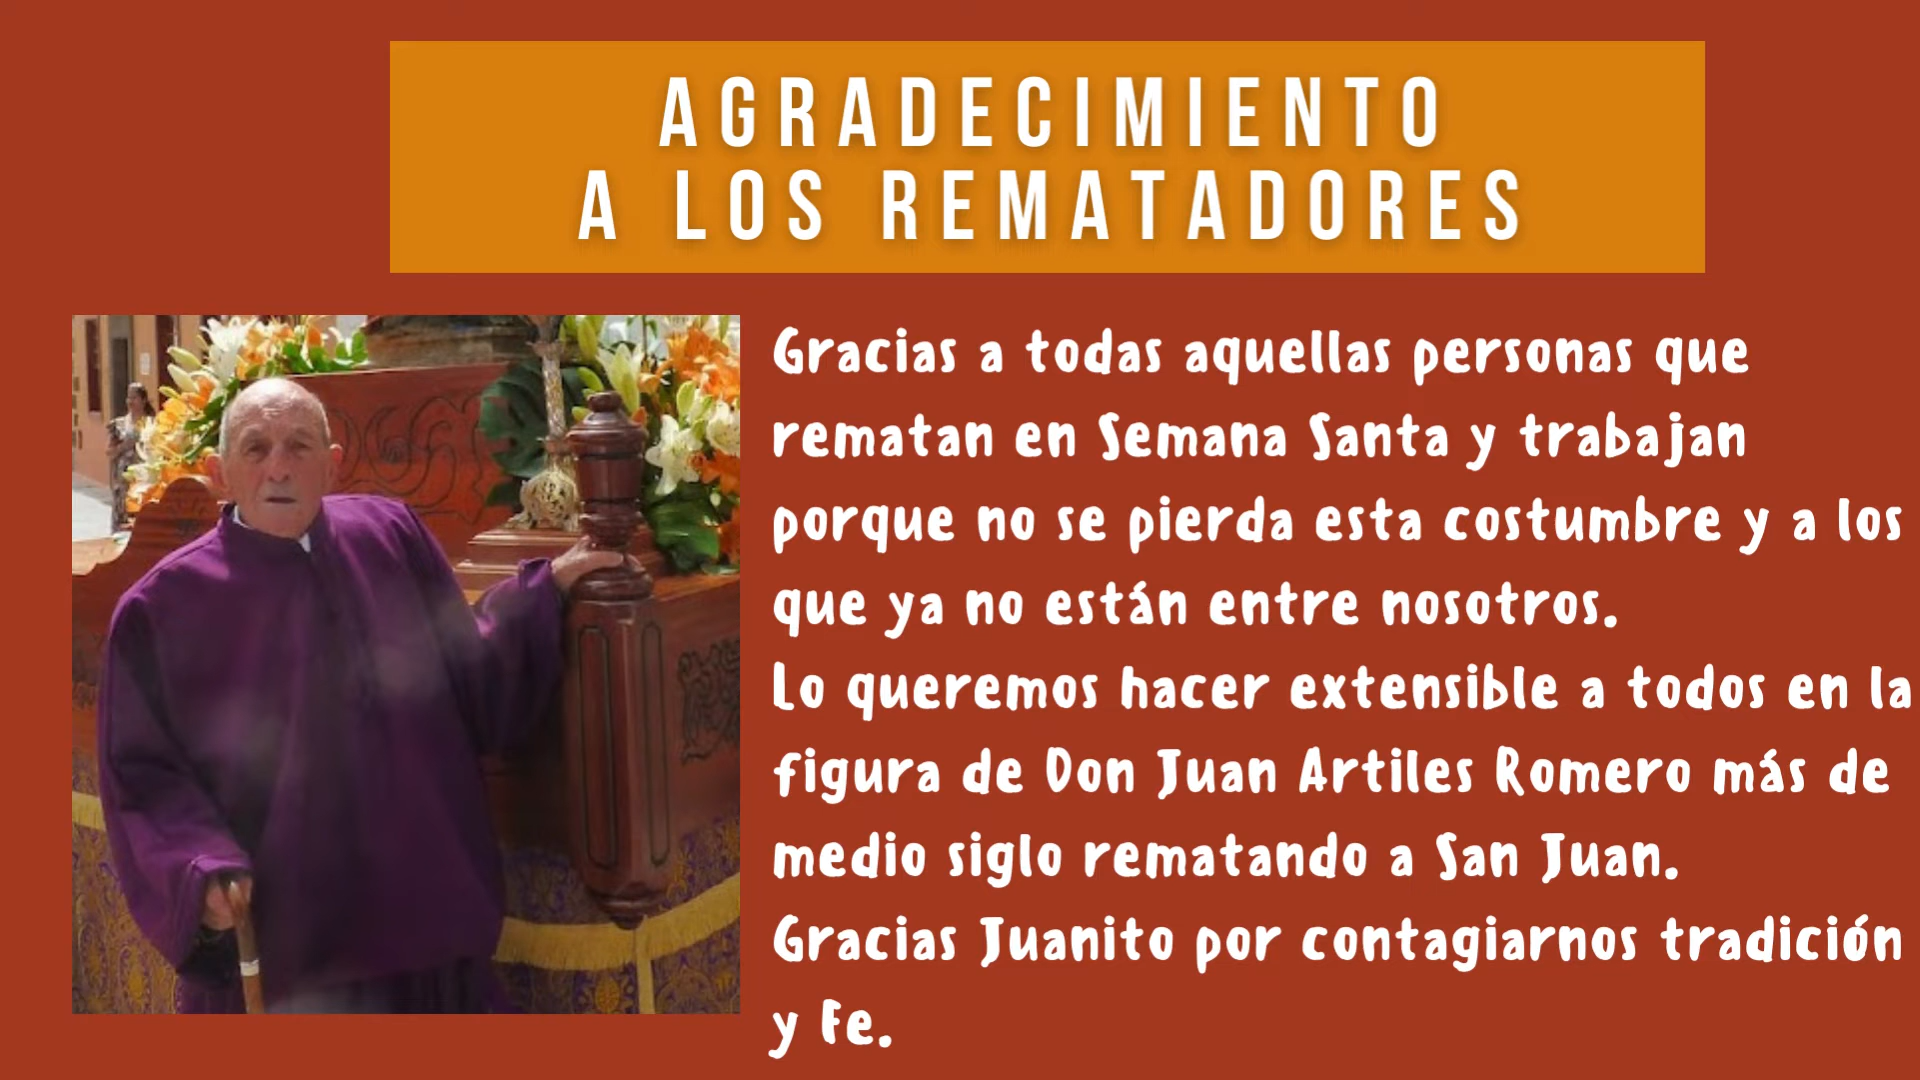 AGRADECIMIENTO
A LOS REMATADORES
Gracias a todas aquellas personas que
rematan en Semana Santa y trabajan
porque no se pierda esta costumbre y a los
que ya no están entre nosotros.
Lo queremos hacer extensible a todos en la
figura de Don Juan Artiles Romero más de
medio siglo rematando a San Juan.
Gracias Juanito por contagiarnos tradición
y Fe.